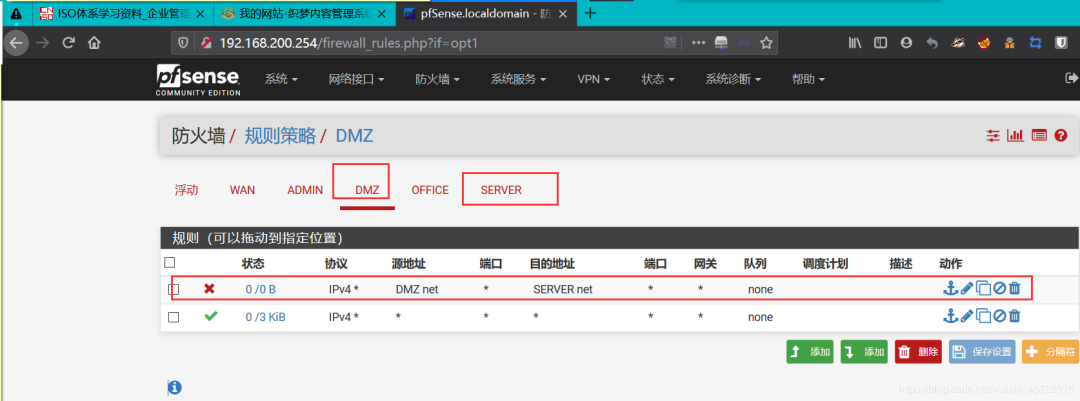 ISO体系学习资料_企业管理
我的网站-织梦内容管理系统
pfSense.localdomain - 防火
192.168.200.254/firewall_rules.php?if=opt1
pfsense
COMMUNITY EDITION
系统 网络接口 防火墙 系统服务 VPN 状态 系统诊断 帮助
防火墙 / 规则策略 / DMZ
浮动 WAN ADMIN DMZ OFFICE SERVER
规则（可以拖动到指定位置）
状态 协议 源地址 端口 目的地址 端口 网关 队列 调度计划 描述 动作
0 /0 B IPv4 * DMZ net * SERVER net * * none
0 /3 KiB IPv4 * * * * * * none
添加 添加 删除 保存设置 分隔符